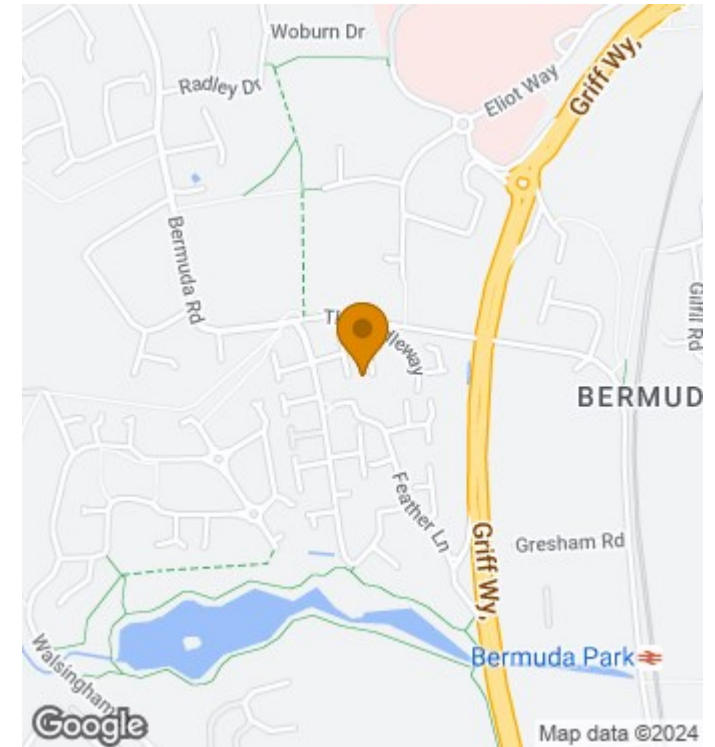 Woburn Dr
Radley Dr
Eliot Way
Griff Wy,
Bermuda Rd
Gilfil Rd
BERMUD
Feather Ln
Griff Wy,
Gresham Rd
Bermuda Park
Walsingham
Google
Map data ©2024